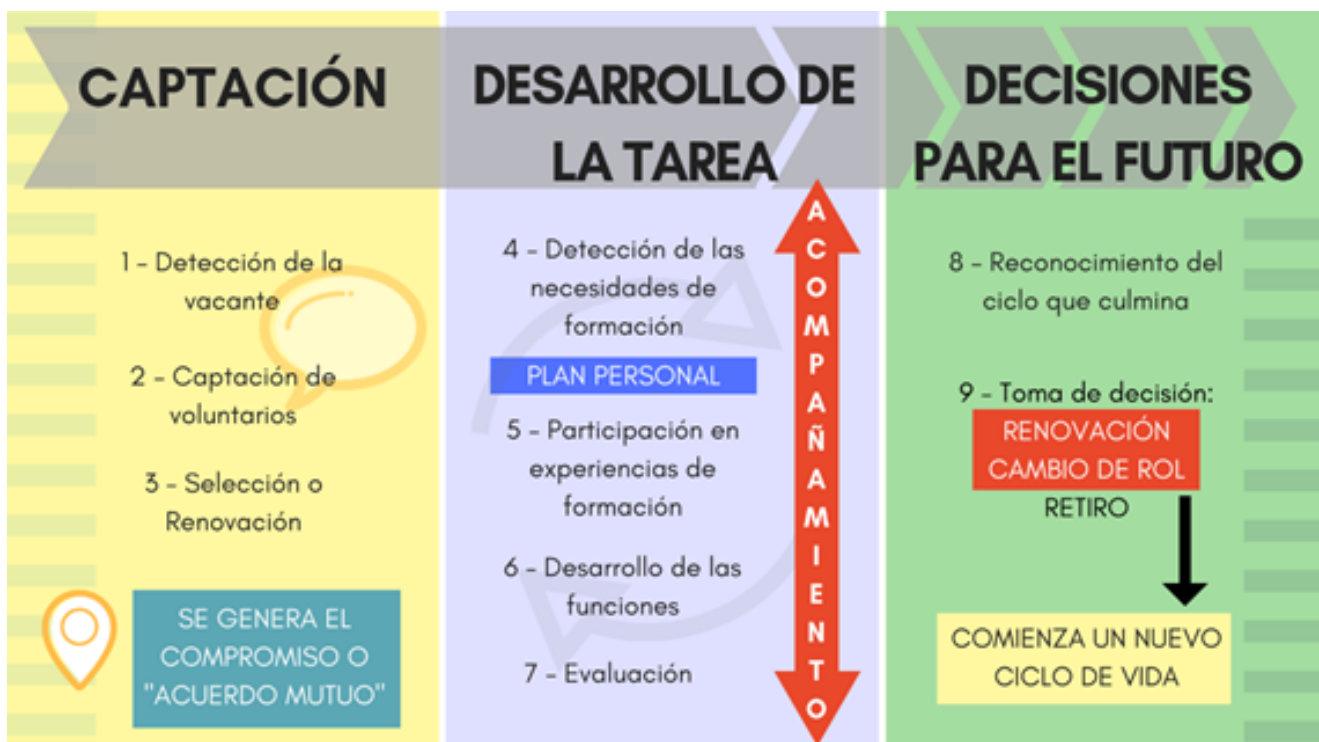 CAPTACIÓN
1 - Detección de la
vacante
2 - Captación de
voluntarios
3 - Selección o
Renovación
SE GENERA EL
COMPROMISO O
"ACUERDO MUTUO"
DESARROLLO DE
LA TAREA
4 - Detección de las
necesidades de
formación
PLAN PERSONAL
5 - Participación en
experiencias de
formación
6 - Desarrollo de las
funciones
7 - Evaluación
ACOMPAÑAMIENTO
DECISIONES
PARA EL FUTURO
8 - Reconocimiento del
ciclo que culmina
9 - Toma de decisión:
RENOVACIÓN
CAMBIO DE ROL
RETIRO
COMIENZA UN NUEVO
CICLO DE VIDA